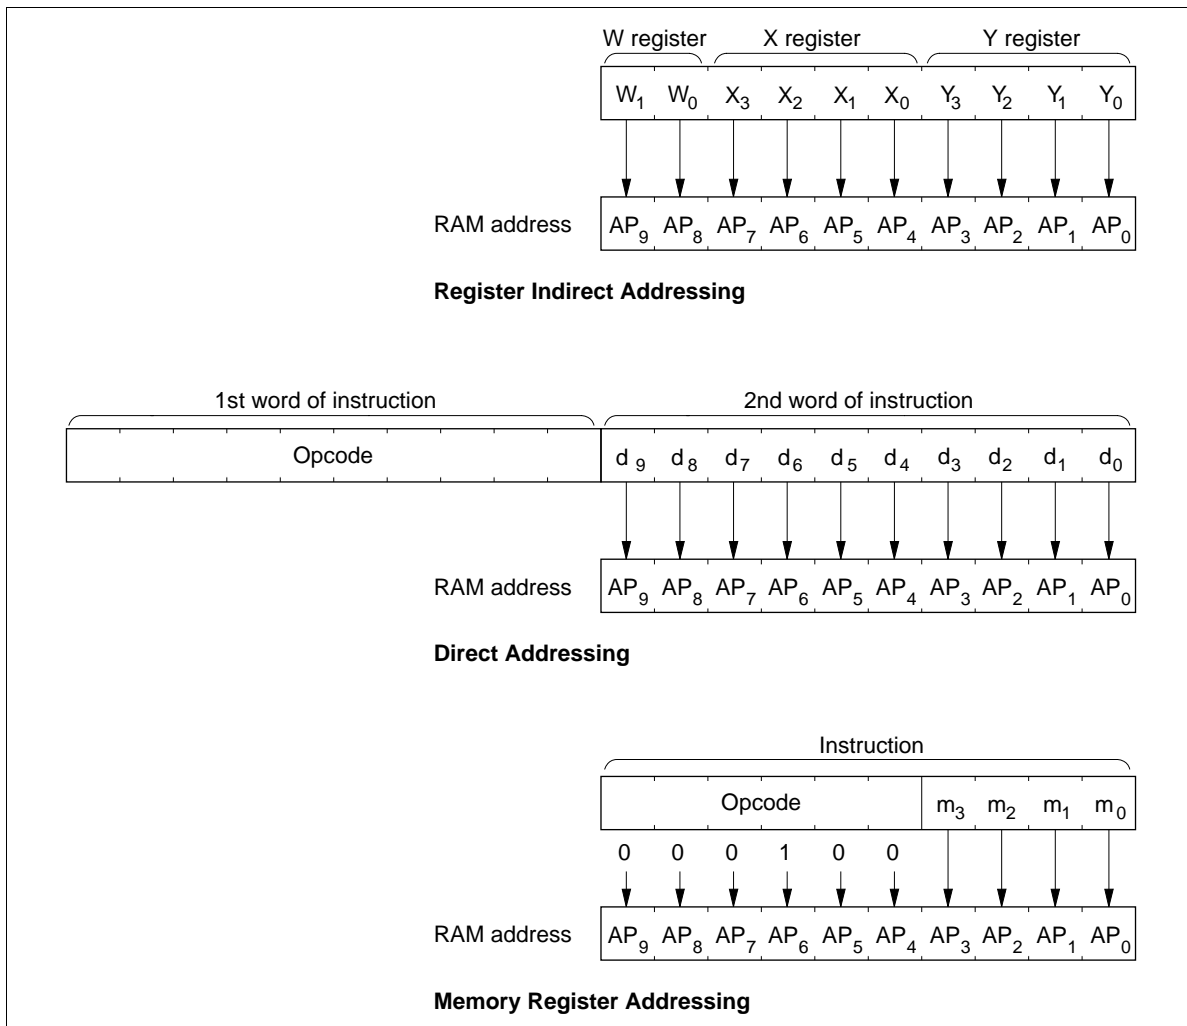 W register X register Y register
W1 W0 X3 X2 X1 X0 Y3 Y2 Y1 Y0
RAM address AP9 AP8 AP7 AP6 AP5 AP4 AP3 AP2 AP1 AP0
Register Indirect Addressing
1st word of instruction 2nd word of instruction
Opcode d9 d8 d7 d6 d5 d4 d3 d2 d1 d0
RAM address AP9 AP8 AP7 AP6 AP5 AP4 AP3 AP2 AP1 AP0
Direct Addressing
Instruction
Opcode m3 m2 m1 m0
0 0 0 1 0 0
RAM address AP9 AP8 AP7 AP6 AP5 AP4 AP3 AP2 AP1 AP0
Memory Register Addressing